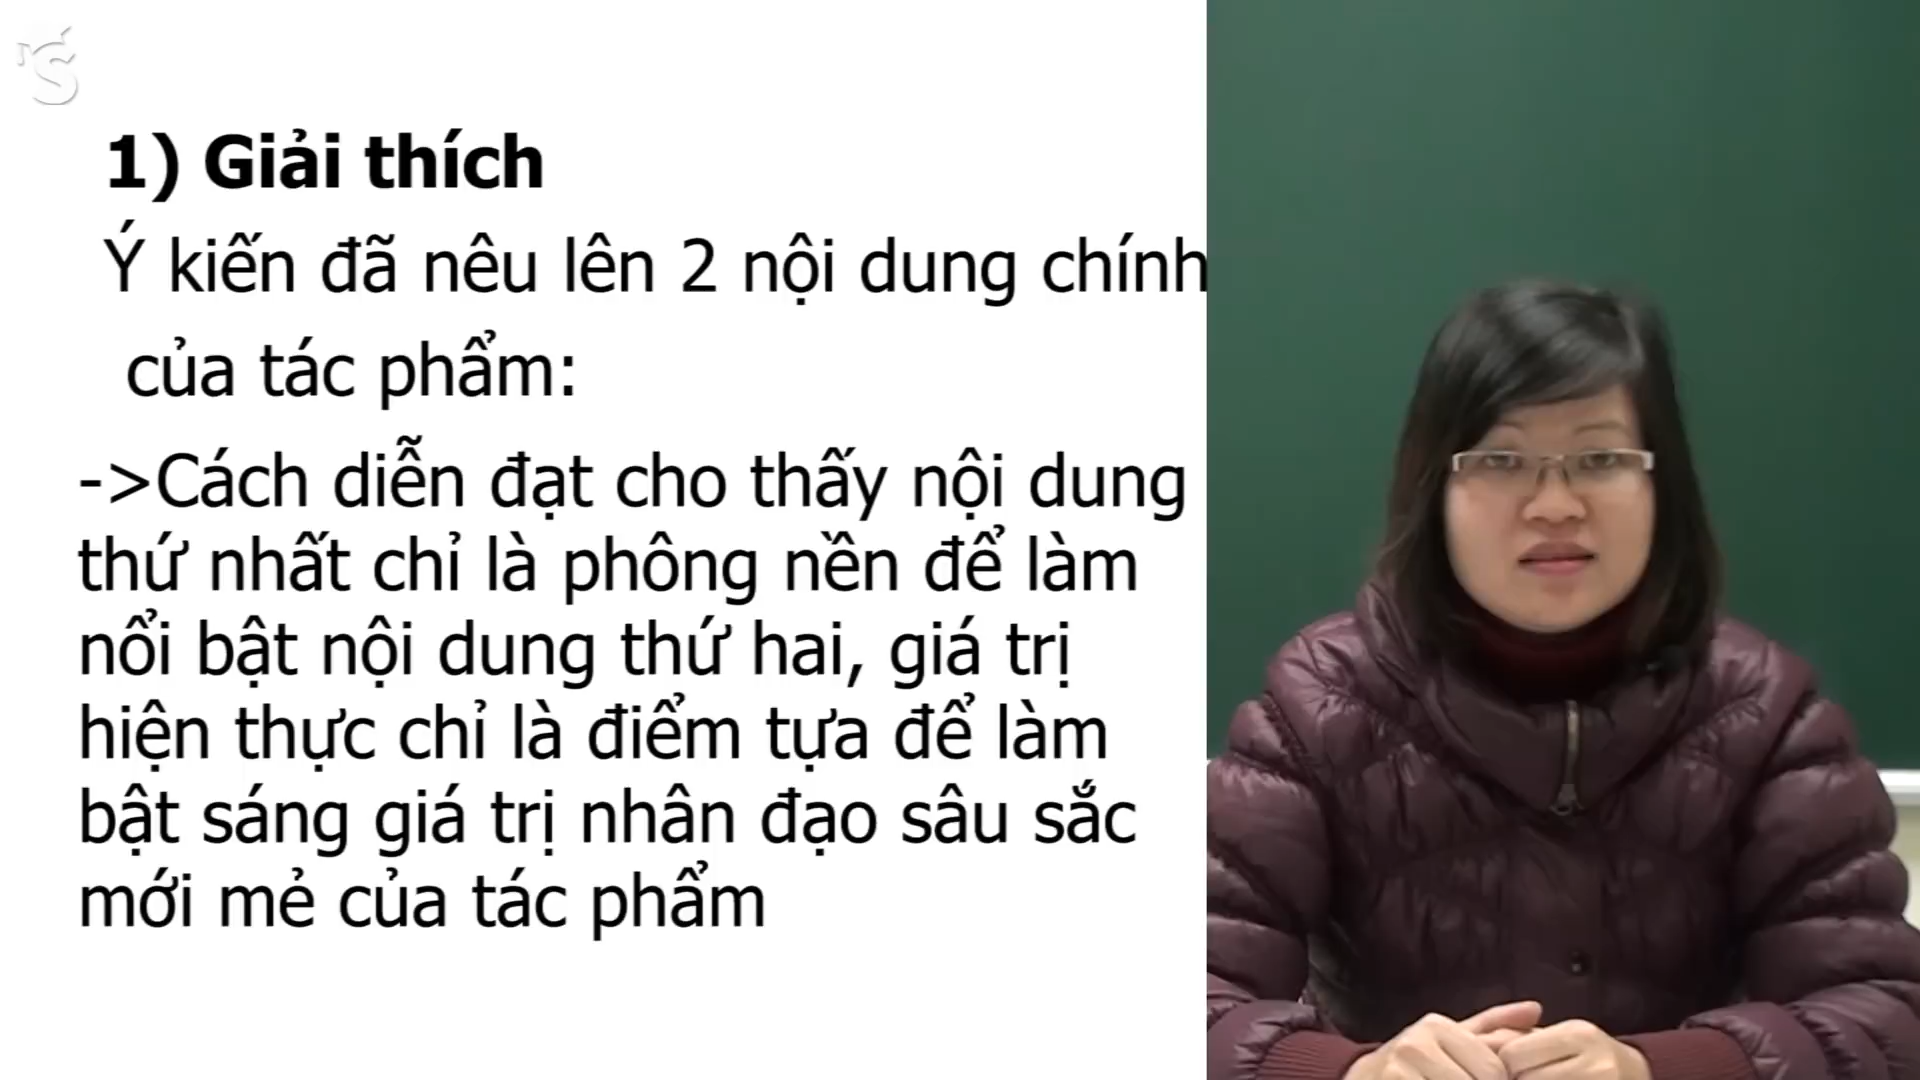 1) Giải thích
Ý kiến đã nêu lên 2 nội dung chính
của tác phẩm:
->Cách diễn đạt cho thấy nội dung
thứ nhất chỉ là phông nền để làm
nổi bật nội dung thứ hai, giá trị
hiện thực chỉ là điểm tựa để làm
bật sáng giá trị nhân đạo sâu sắc
mới mẻ của tác phẩm